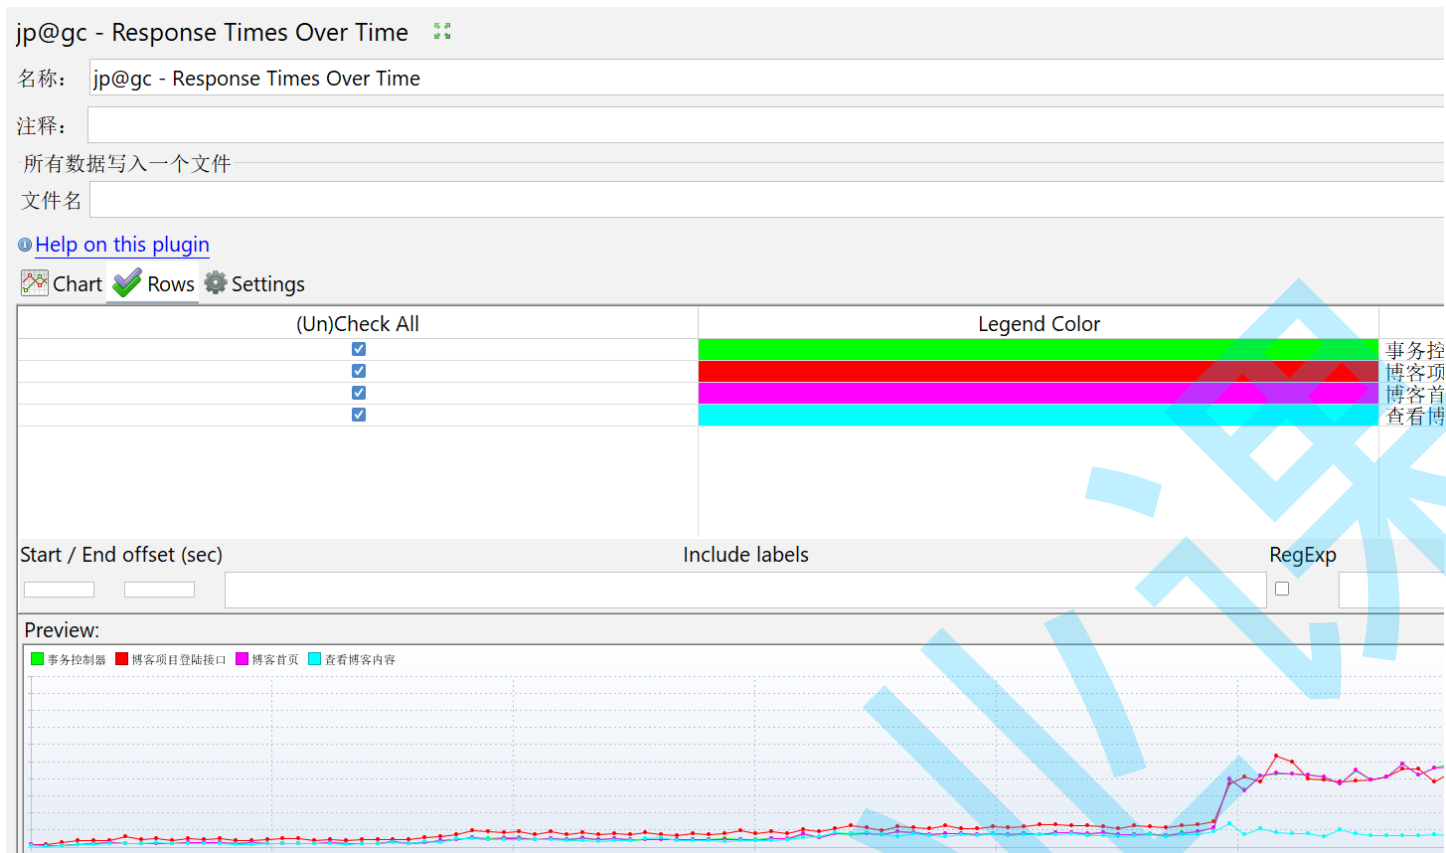 jp@gc - Response Times Over Time
名称： jp@gc - Response Times Over Time
注释：
所有数据写入一个文件
文件名
Help on this plugin
Chart Rows Settings
(Un)Check All Legend Color
事务控
博客项
博客首
查看博
Start / End offset (sec) Include labels RegExp
Preview:
事务控制器 博客项目登陆接口 博客首页 查看博客内容